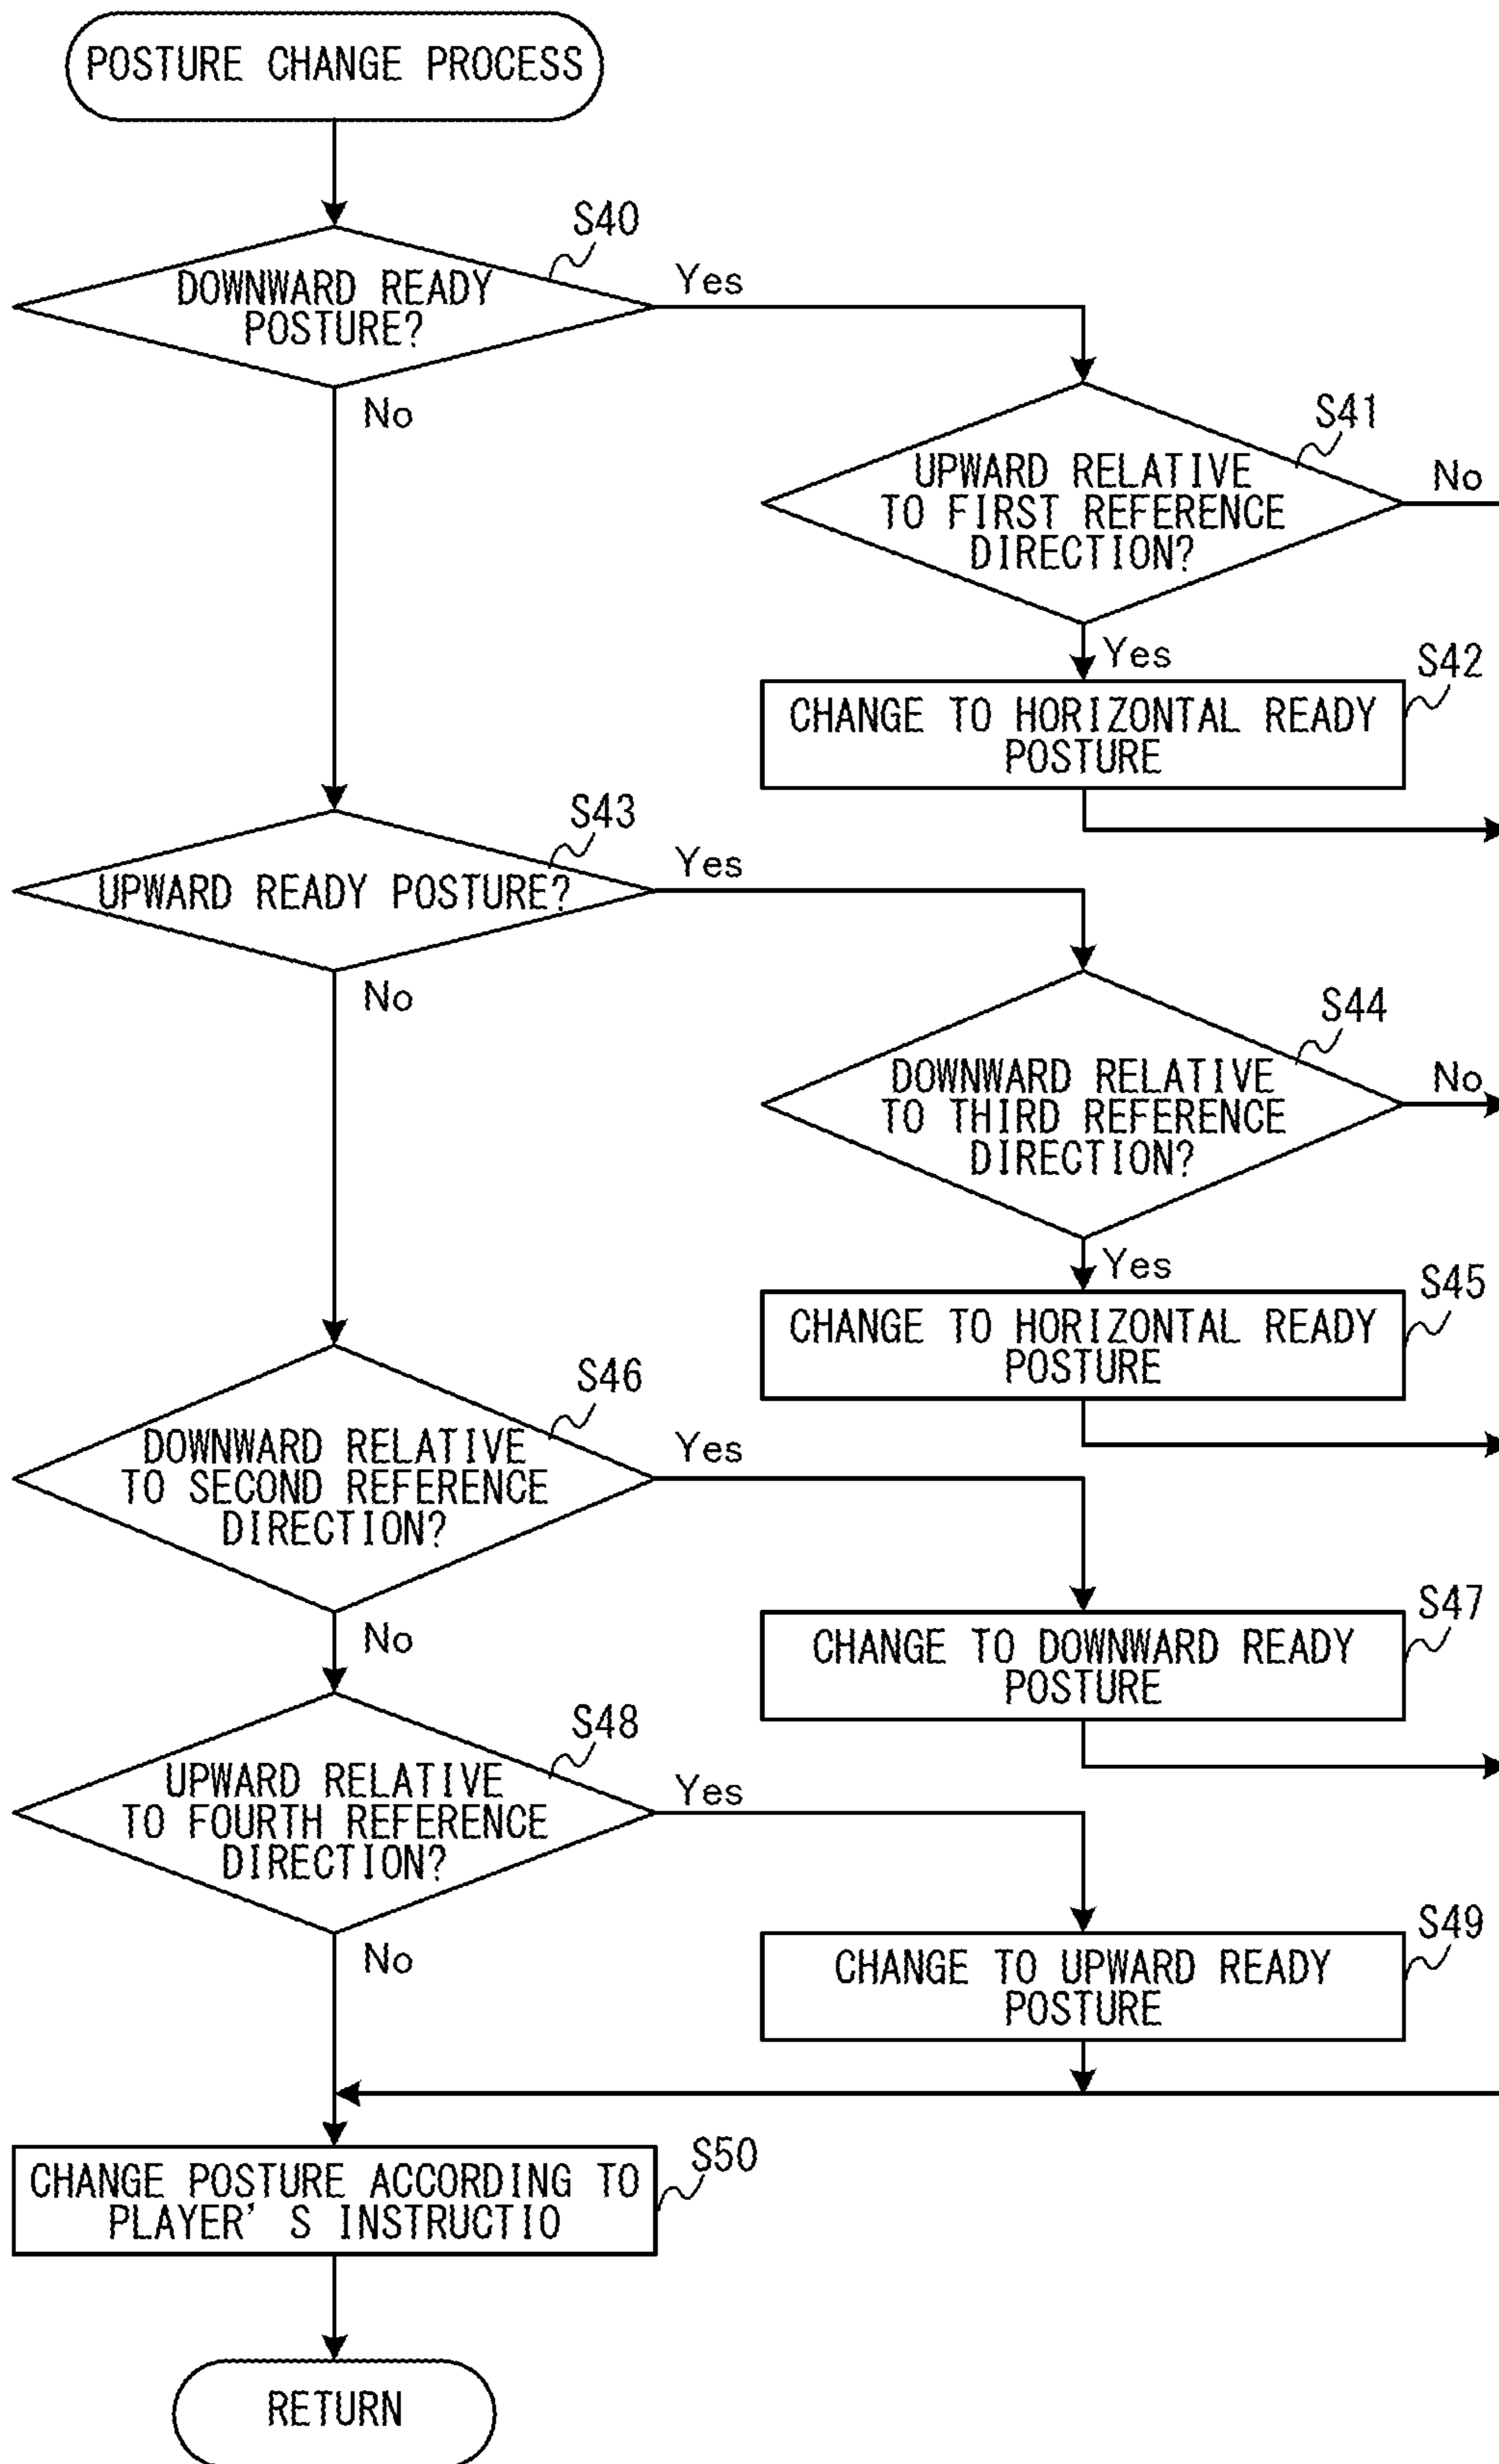 POSTURE CHANGE PROCESS
S40
DOWNWARD READY
POSTURE?
Yes
No
S41
UPWARD RELATIVE
TO FIRST REFERENCE
DIRECTION?
No
Yes
S42
CHANGE TO HORIZONTAL READY
POSTURE
S43
UPWARD READY POSTURE?
Yes
No
S44
DOWNWARD RELATIVE
TO THIRD REFERENCE
DIRECTION?
No
Yes
S45
CHANGE TO HORIZONTAL READY
POSTURE
S46
DOWNWARD RELATIVE
TO SECOND REFERENCE
DIRECTION?
Yes
No
S47
CHANGE TO DOWNWARD READY
POSTURE
S48
UPWARD RELATIVE
TO FOURTH REFERENCE
DIRECTION?
Yes
No
S49
CHANGE TO UPWARD READY
POSTURE
S50
CHANGE POSTURE ACCORDING TO
PLAYER' S INSTRUCTIO
RETURN